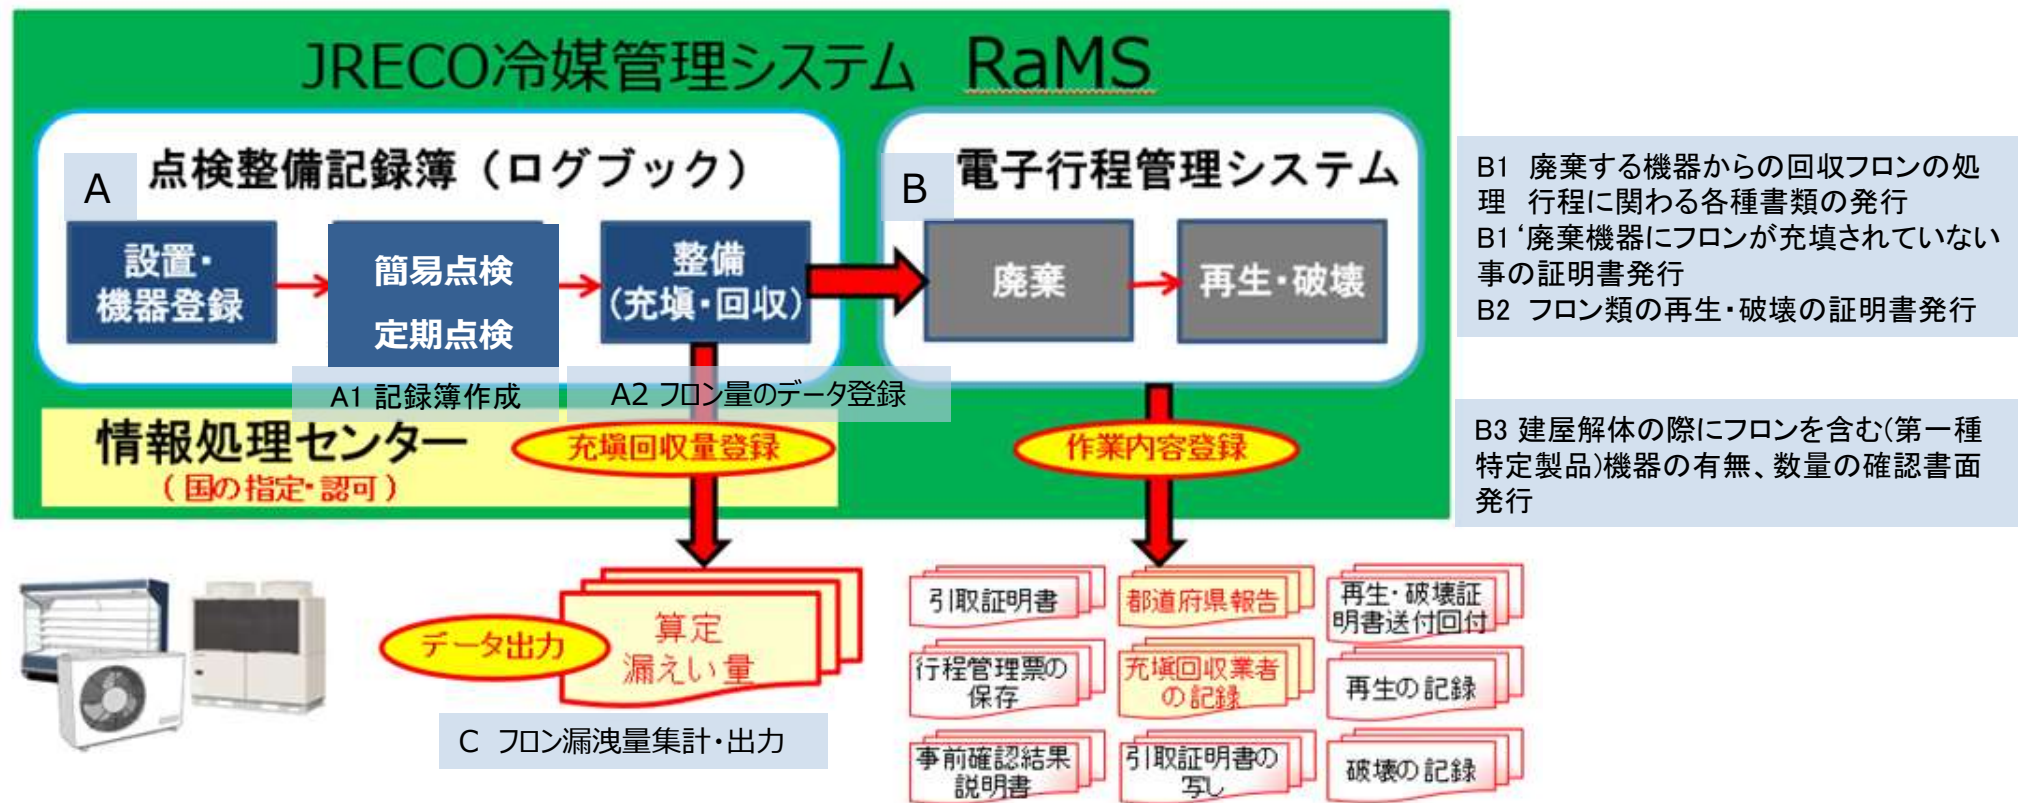 JRECO冷媒管理システム RaMS
A
点検整備記録簿（ログブック）
設置・
機器登録
簡易点検
定期点検
整備
(充塡・回収)
A1 記録簿作成
A2 フロン量のデータ登録
B
電子行程管理システム
廃棄
再生・破壊
B1 廃棄する機器からの回収フロンの処
理 行程に関わる各種書類の発行
B1‘廃棄機器にフロンが充填されていない
事の証明書発行
B2 フロン類の再生・破壊の証明書発行
B3 建屋解体の際にフロンを含む(第一種
特定製品)機器の有無、数量の確認書面
発行
情報処理センター
（国の指定・認可）
充塡回収量登録
作業内容登録
データ出力
算定
漏えい量
C フロン漏洩量集計・出力
引取証明書
都道府県報告
再生・破壊証
明書送付回付
行程管理票の
保存
充塡回収業者
の記録
再生の記録
事前確認結果
説明書
引取証明書の
写し
破壊の記録